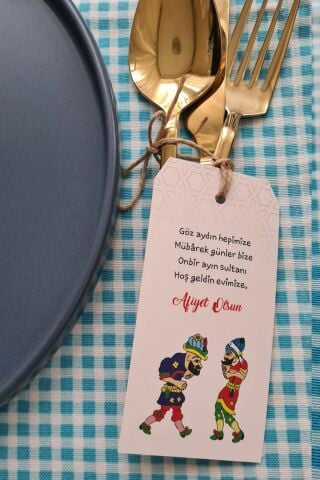 Göz aydın hepimize
Mübârek günler bize
Onbir ayın sultanı
Hoş geldin evimize.
Afiyet Olsun